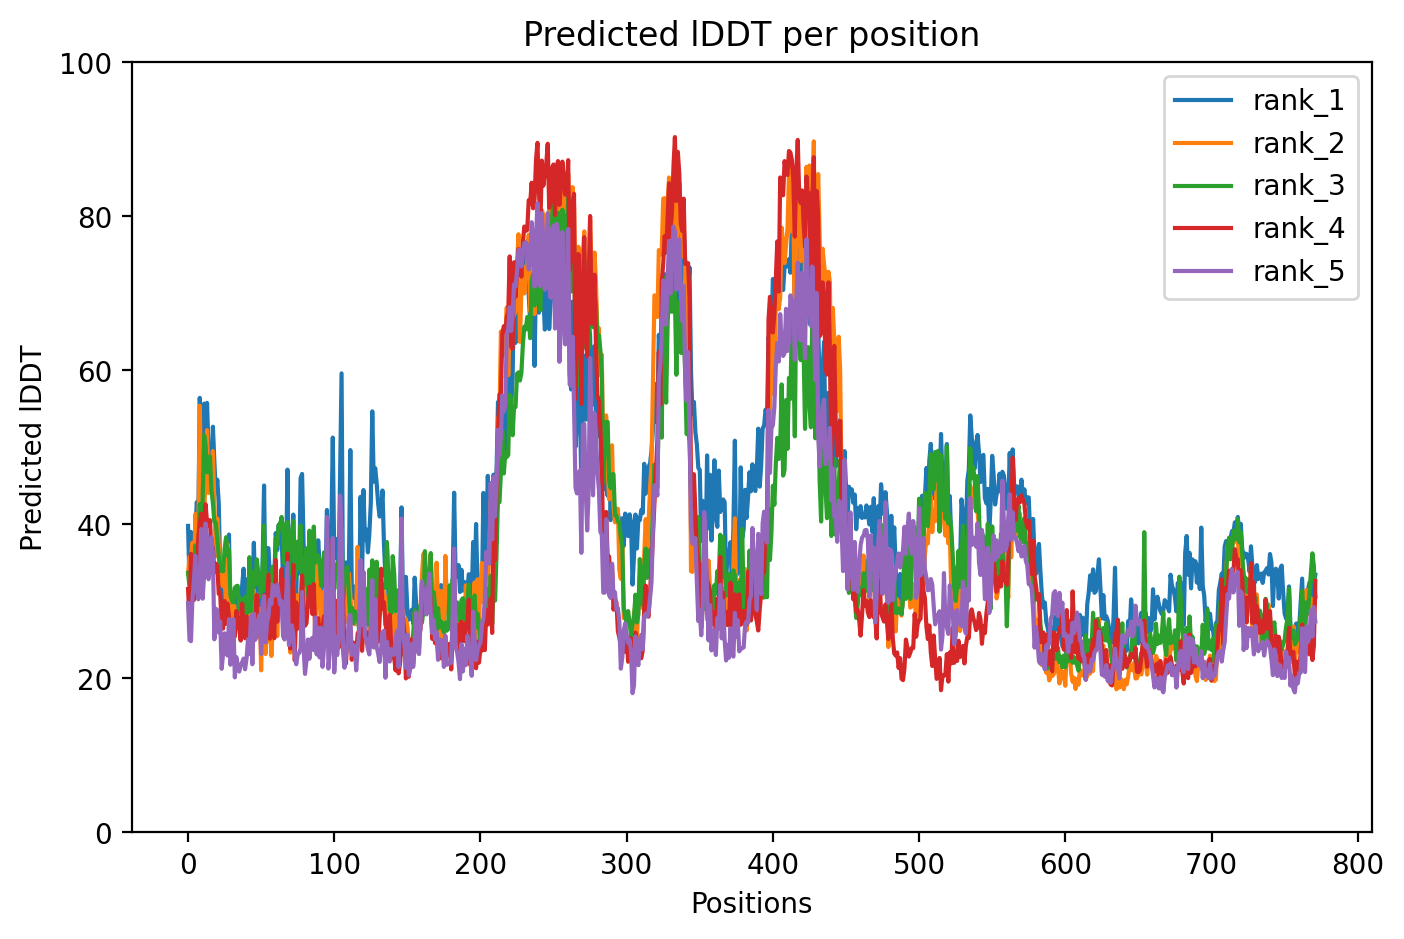 Predicted lDDT per position
100
80
60
40
20
0
Predicted lDDT
0 100 200 300 400 500 600 700 800
Positions
rank_1
rank_2
rank_3
rank_4
rank_5